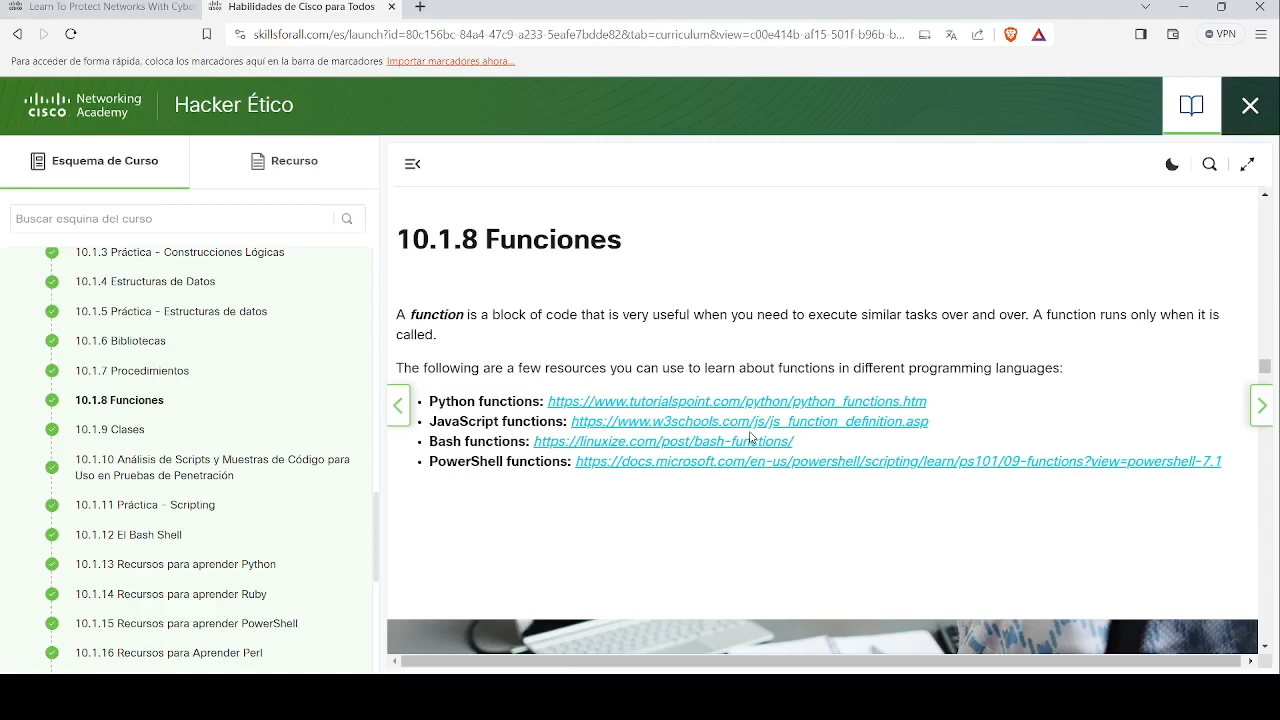 Learn To Protect Networks With Cybe
Habilidades de Cisco para Todos
skillsforall.com/es/launch?id=80c156bc-84a4-47c9-a233-5eafe7bdde82&tab=curriculum&view=c00e414b-af15-501f-b96b-b...
VPN
Para acceder de forma rápida, coloca los marcadores aquí en la barra de marcadores Importar marcadores ahora...
CISCO Networking Academy
Hacker Ético
Esquema de Curso
Recurso
Buscar esquina del curso
10.1.3 Práctica - Construcciones Lógicas
10.1.4 Estructuras de Datos
10.1.5 Práctica - Estructuras de datos
10.1.6 Bibliotecas
10.1.7 Procedimientos
10.1.8 Funciones
10.1.9 Clases
10.1.10 Análisis de Scripts y Muestras de Código para
Uso en Pruebas de Penetración
10.1.11 Práctica - Scripting
10.1.12 El Bash Shell
10.1.13 Recursos para aprender Python
10.1.14 Recursos para aprender Ruby
10.1.15 Recursos para aprender PowerShell
10.1.16 Recursos para Aprender Perl
10.1.8 Funciones
A function is a block of code that is very useful when you need to execute similar tasks over and over. A function runs only when it is
called.
The following are a few resources you can use to learn about functions in different programming languages:
• Python functions: https://www.tutorialspoint.com/python/python_functions.htm
• JavaScript functions: https://www.w3schools.com/js/js_function_definition.asp
• Bash functions: https://linuxize.com/post/bash-functions/
• PowerShell functions: https://docs.microsoft.com/en-us/powershell/scripting/learn/ps101/09-functions?view=powershell-7.1